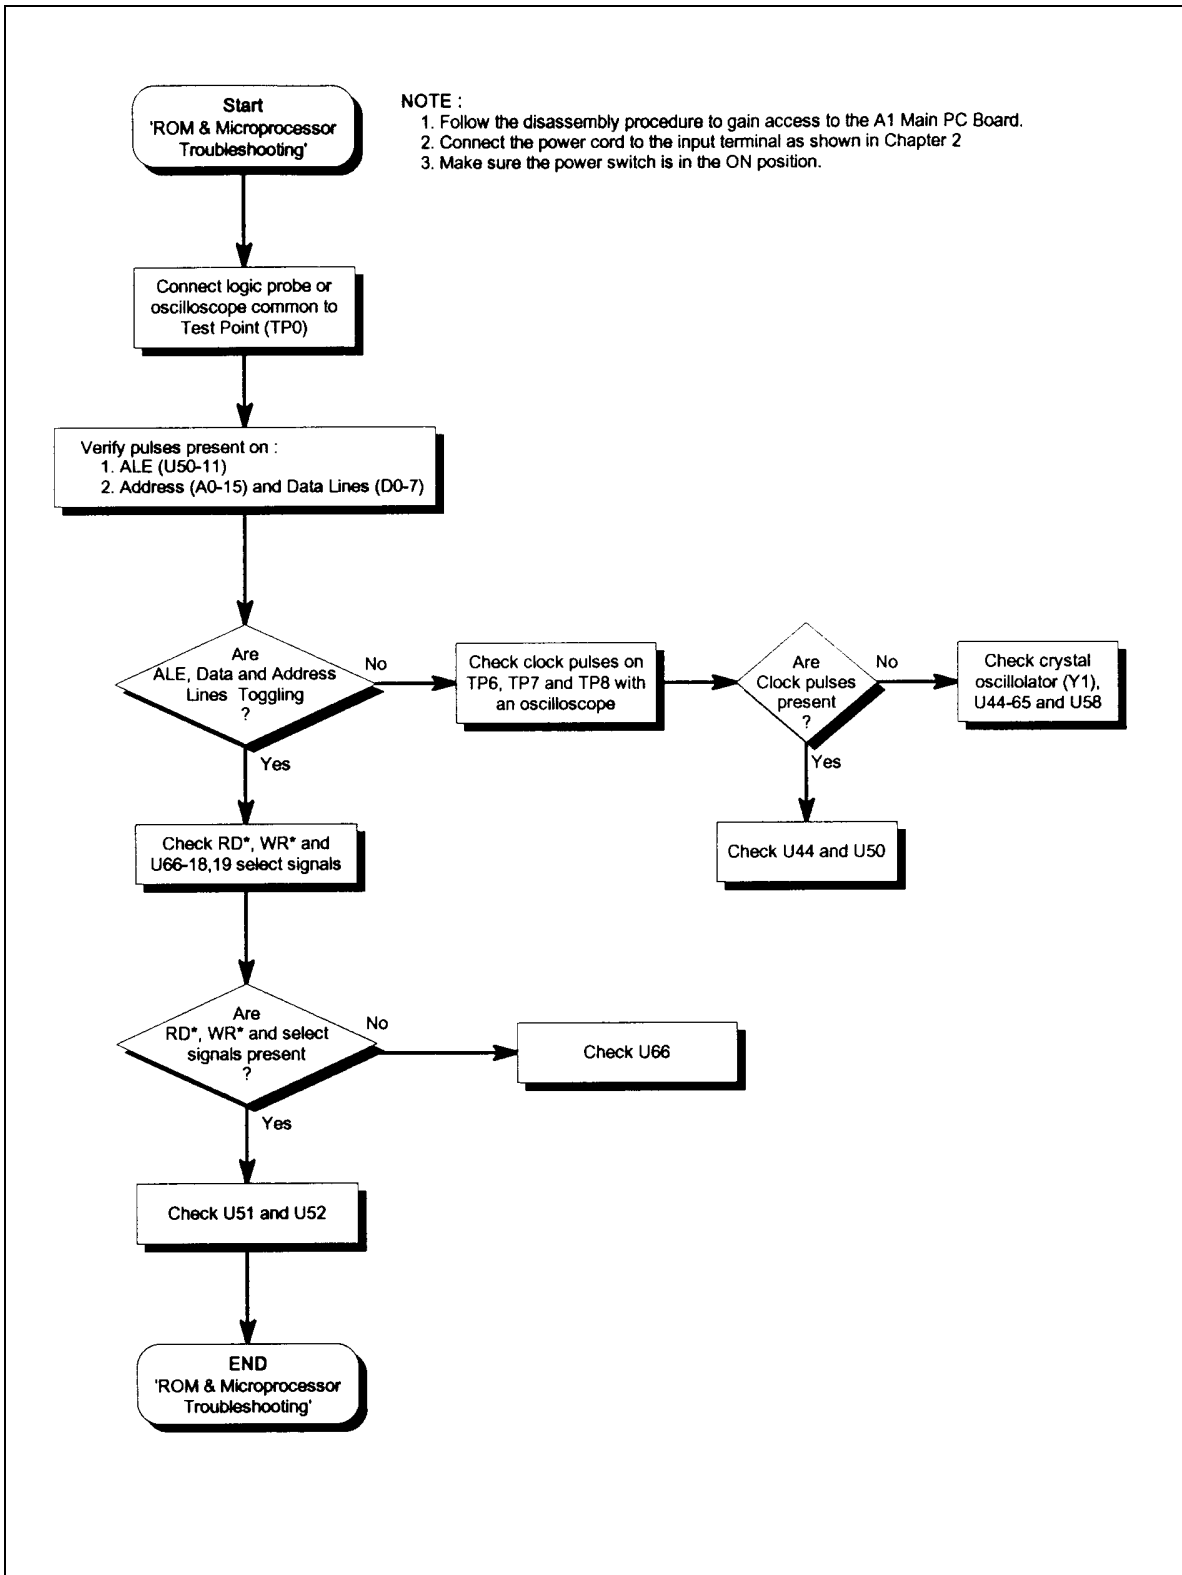 Start
'ROM & Microprocessor
Troubleshooting'
NOTE :
1. Follow the disassembly procedure to gain access to the A1 Main PC Board.
2. Connect the power cord to the input terminal as shown in Chapter 2
3. Make sure the power switch is in the ON position.
Connect logic probe or
oscilloscope common to
Test Point (TP0)
Verify pulses present on :
1. ALE (U50-11)
2. Address (A0-15) and Data Lines (D0-7)
Are
ALE, Data and Address
Lines Toggling
?
No
Check clock pulses on
TP6, TP7 and TP8 with
an oscilloscope
Are
Clock pulses
present
?
No
Check crystal
oscillolator (Y1),
U44-65 and U58
Yes
Check U44 and U50
Yes
Check RD*, WR* and
U66-18,19 select signals
Are
RD*, WR* and select
signals present
?
No
Check U66
Yes
Check U51 and U52
END
'ROM & Microprocessor
Troubleshooting'